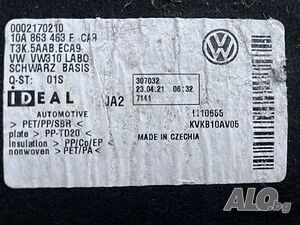 0002170210
10A 863 463 F CA9
T3K.5AAB.ECA9
VW VW310 LABO
SCHWARZ BASIS
Q-ST: 01S
IDEAL
AUTOMOTIVE
JA2
307032
23.04.21 06:32
7141
> PET/PP/SBR <
plate > PP-TD20 <
insulation > PP/Co/EP <
nonwoven > PET/PA <
1110655
KVKB10AV05
MADE IN CZECHIA
ALO.bg